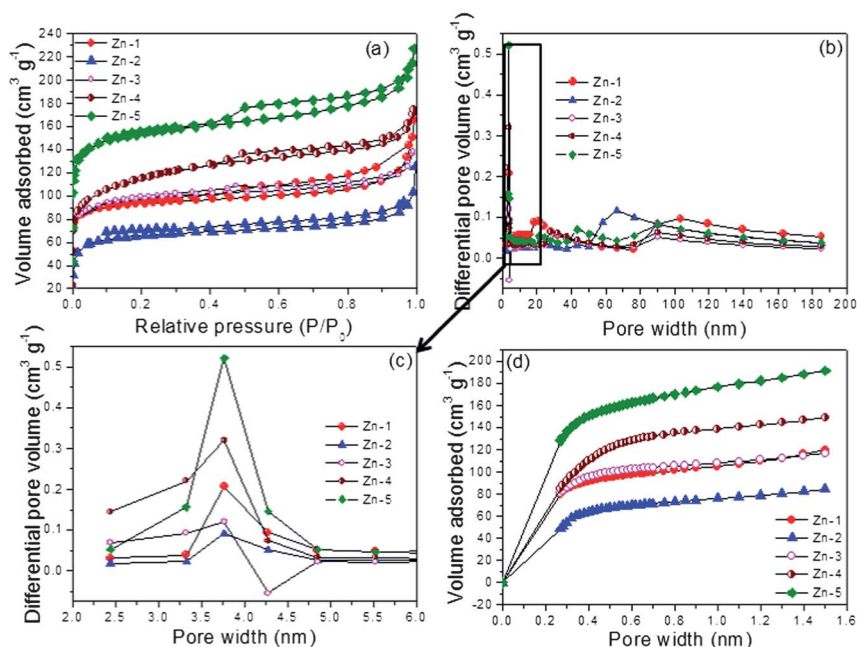 (a)
Zn-1
Zn-2
Zn-3
Zn-4
Zn-5
240
220
200
180
160
140
120
100
80
60
40
20
0
0.0 0.2 0.4 0.6 0.8 1.0
Volume adsorbed (cm³ g⁻¹)
Relative pressure (P/P₀)
(b)
Zn-1
Zn-2
Zn-3
Zn-4
Zn-5
0.5
0.4
0.3
0.2
0.1
0.0
0 20 40 60 80 100 120 140 160 180 200
Differential pore volume (cm³ g⁻¹)
Pore width (nm)
(c)
Zn-1
Zn-2
Zn-3
Zn-4
Zn-5
0.5
0.4
0.3
0.2
0.1
0.0
2.0 2.5 3.0 3.5 4.0 4.5 5.0 5.5 6.0
Differential pore volume (cm³ g⁻¹)
Pore width (nm)
(d)
Zn-1
Zn-2
Zn-3
Zn-4
Zn-5
200
180
160
140
120
100
80
60
40
20
0
-20
0.0 0.2 0.4 0.6 0.8 1.0 1.2 1.4 1.6
Volume adsorbed (cm³ g⁻¹)
Pore width (nm)